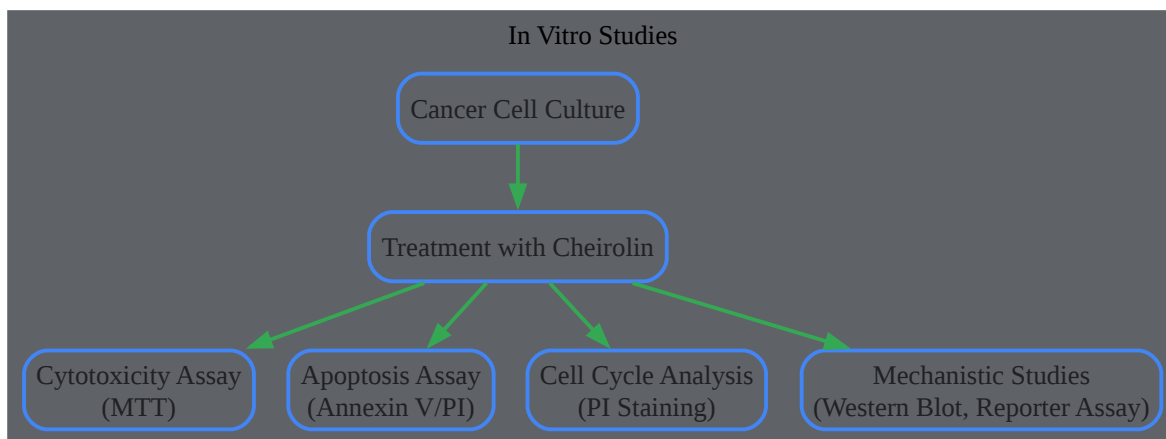 In Vitro Studies
Cancer Cell Culture
Treatment with Cheirolin
Cytotoxicity Assay
(MTT)
Apoptosis Assay
(Annexin V/PI)
Cell Cycle Analysis
(PI Staining)
Mechanistic Studies
(Western Blot, Reporter Assay)